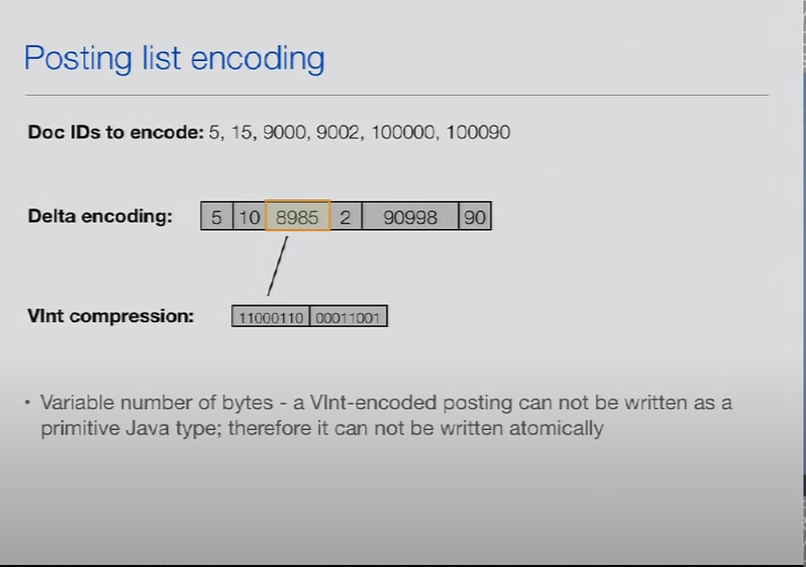 Posting list encoding
Doc IDs to encode: 5, 15, 9000, 9002, 100000, 100090
Delta encoding: 5 10 8985 2 90998 90
VInt compression: 11000110 00011001
• Variable number of bytes - a VInt-encoded posting can not be written as a
primitive Java type; therefore it can not be written atomically